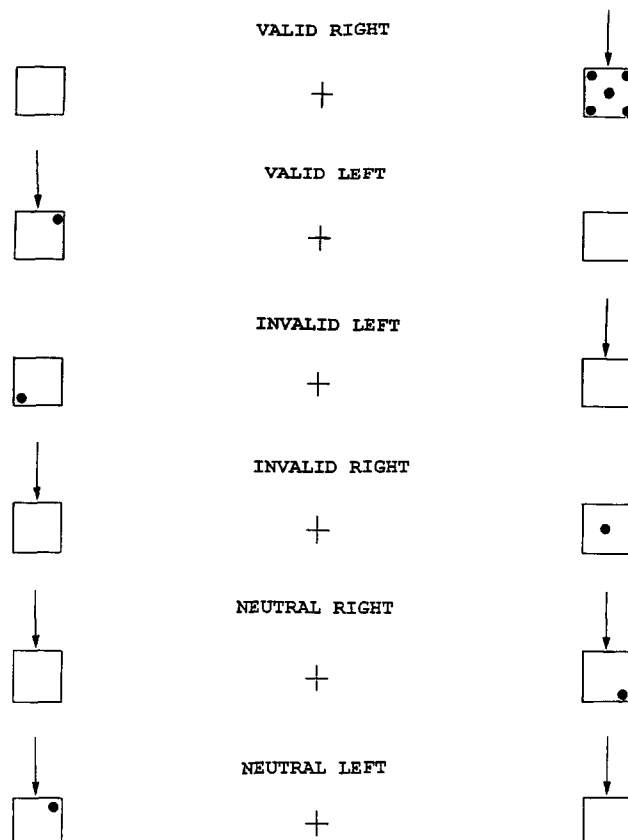 VALID RIGHT
VALID LEFT
INVALID LEFT
INVALID RIGHT
NEUTRAL RIGHT
NEUTRAL LEFT